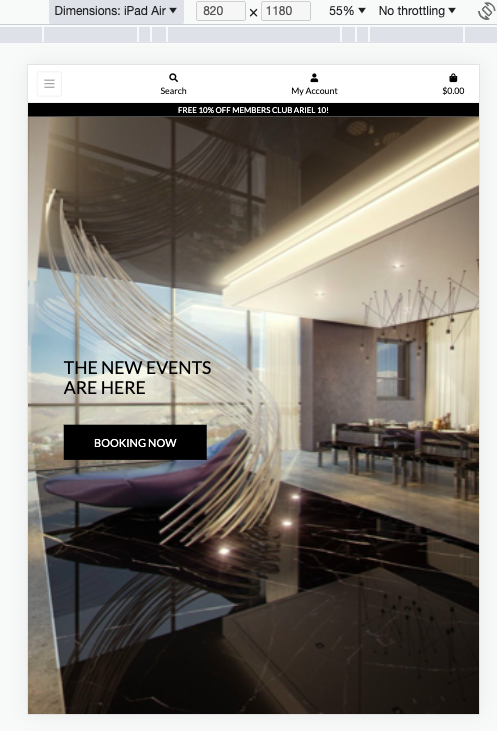 Dimensions: iPad Air ▼ 820 × 1180 55% ▼ No throttling ▼
Search My Account $0.00
FREE 10% OFF MEMBERS CLUB ARIEL 10!
THE NEW EVENTS
ARE HERE
BOOKING NOW